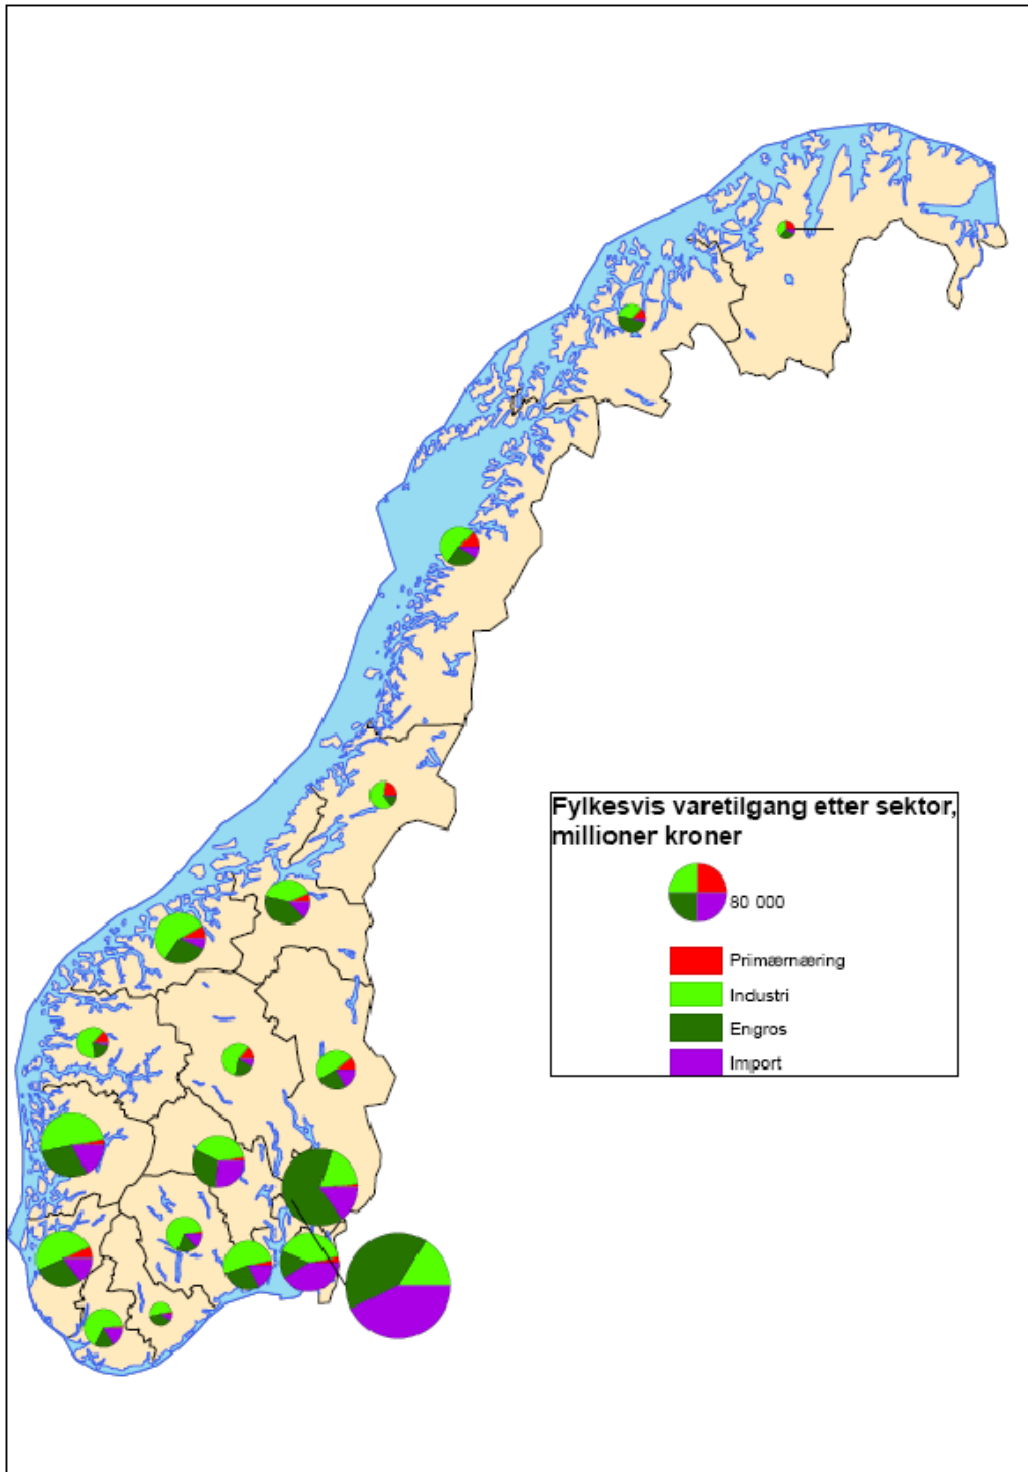 Fylkesvis varetilgang etter sektor,
millioner kroner
80 000
Primærnæring
Industri
Engros
Import